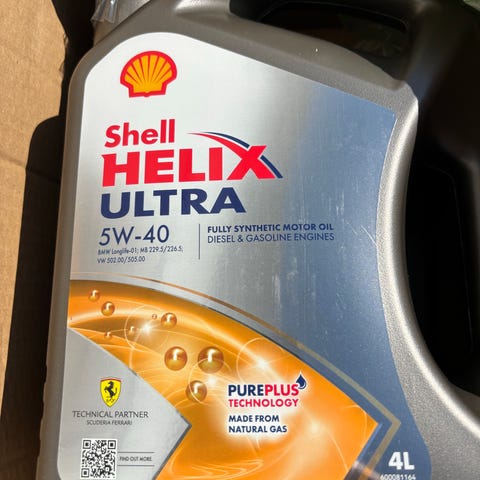 Shell
HELIX
ULTRA
5W-40
BMW Longlife-01; MB 229.5/226.5;
VW 502.00/505.00
FULLY SYNTHETIC MOTOR OIL
DIESEL & GASOLINE ENGINES
PUREPLUS
TECHNOLOGY
MADE FROM
NATURAL GAS
TECHNICAL PARTNER
SCUDERIA FERRARI
FIND OUT MORE.
4L
600081164